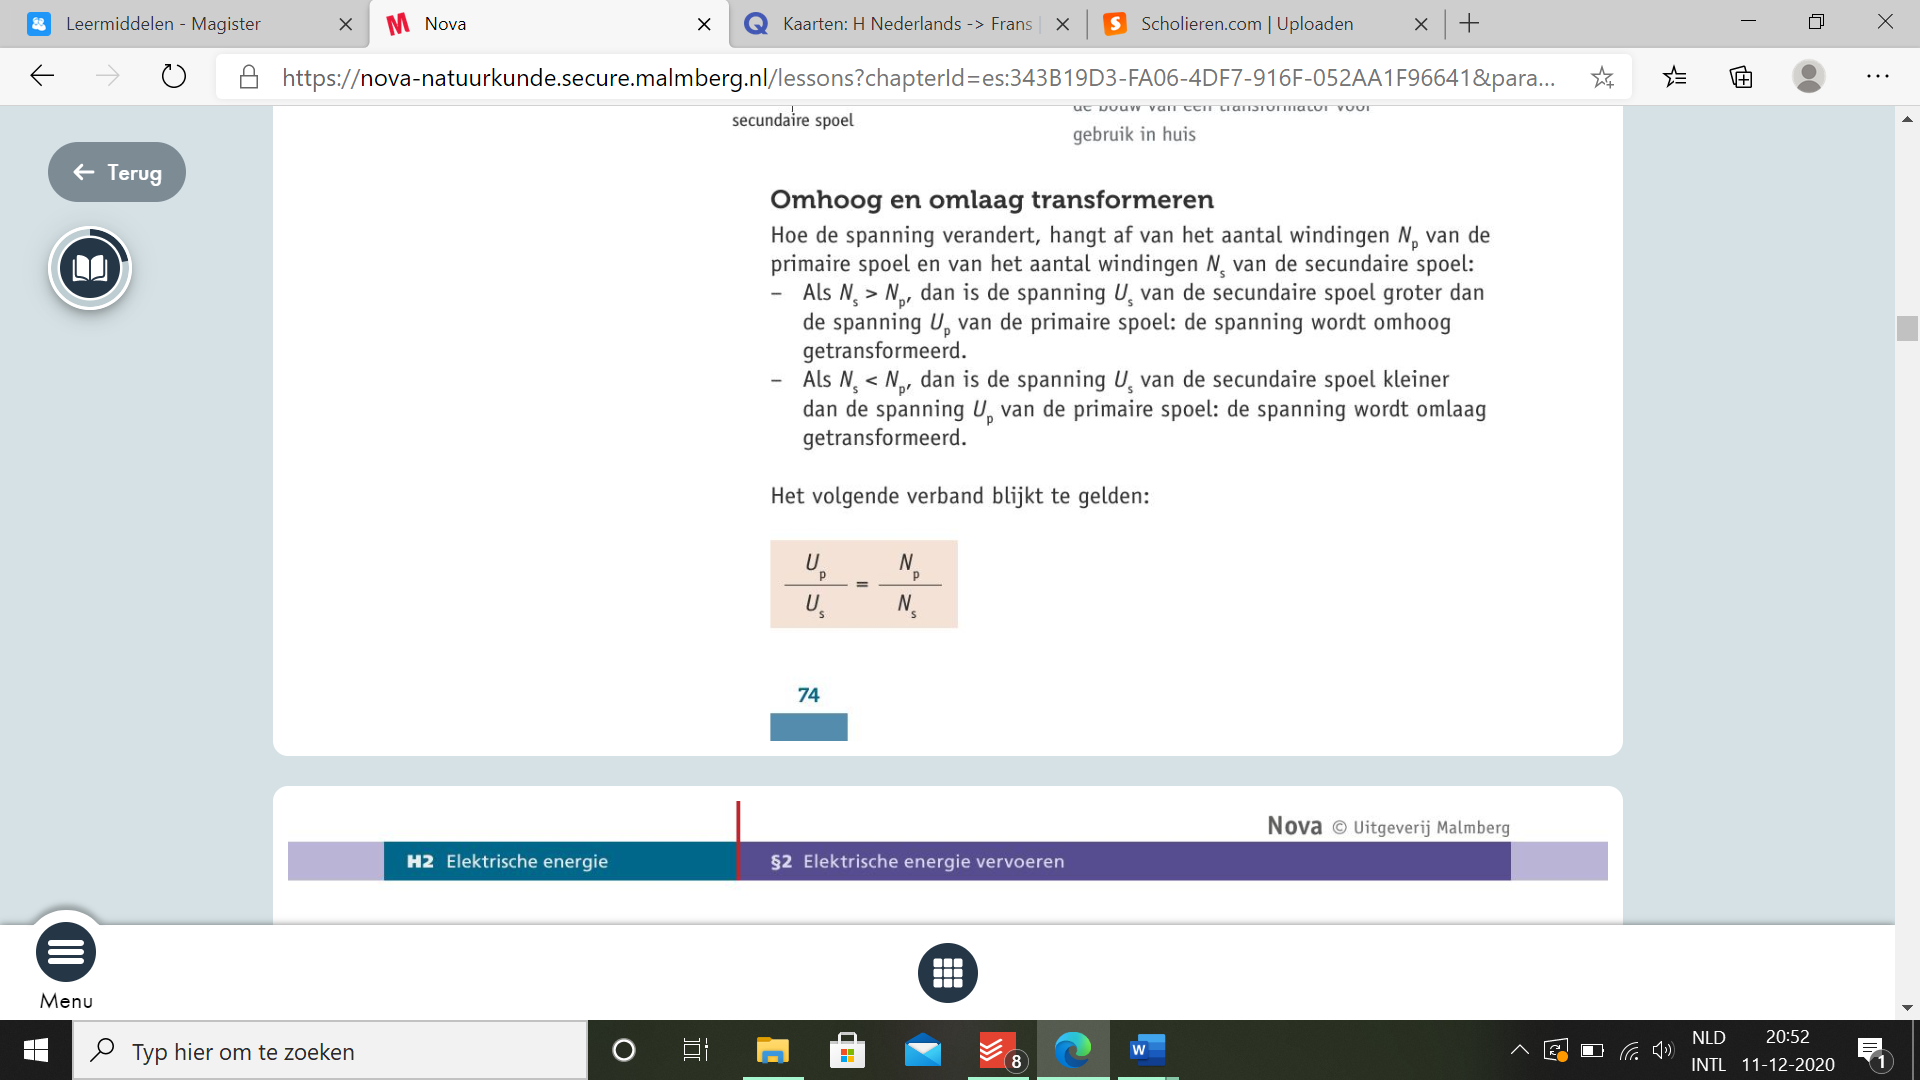 Leermiddelen - Magister
Nova
Kaarten: H Nederlands -> Frans
Scholieren.com | Uploaden
https://nova-natuurkunde.secure.malmberg.nl/lessons?chapterId=es:343B19D3-FA06-4DF7-916F-052AA1F96641&para...
Terug
secundaire spoel
de bouw van een transformator voor
gebruik in huis
Omhoog en omlaag transformeren
Hoe de spanning verandert, hangt af van het aantal windingen Np van de
primaire spoel en van het aantal windingen Ns van de secundaire spoel:
– Als Ns > Np, dan is de spanning Us van de secundaire spoel groter dan
de spanning Up van de primaire spoel: de spanning wordt omhoog
getransformeerd.
– Als Ns < Np, dan is de spanning Us van de secundaire spoel kleiner
dan de spanning Up van de primaire spoel: de spanning wordt omlaag
getransformeerd.
Het volgende verband blijkt te gelden:
Up / Us = Np / Ns
74
Nova © Uitgeverij Malmberg
H2 Elektrische energie
§2 Elektrische energie vervoeren
Menu
Typ hier om te zoeken
8
W
NLD
INTL
20:52
11-12-2020
1